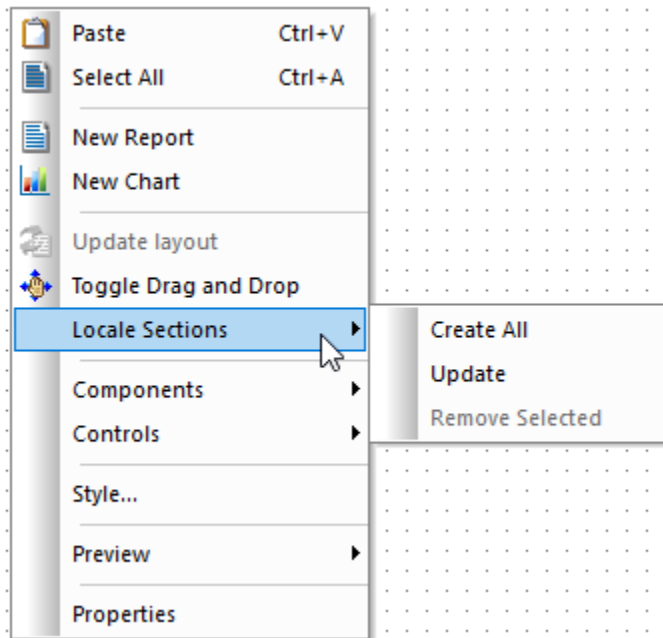 Paste Ctrl+V
Select All Ctrl+A
New Report
New Chart
Update layout
Toggle Drag and Drop
Locale Sections
Create All
Update
Remove Selected
Components
Controls
Style...
Preview
Properties